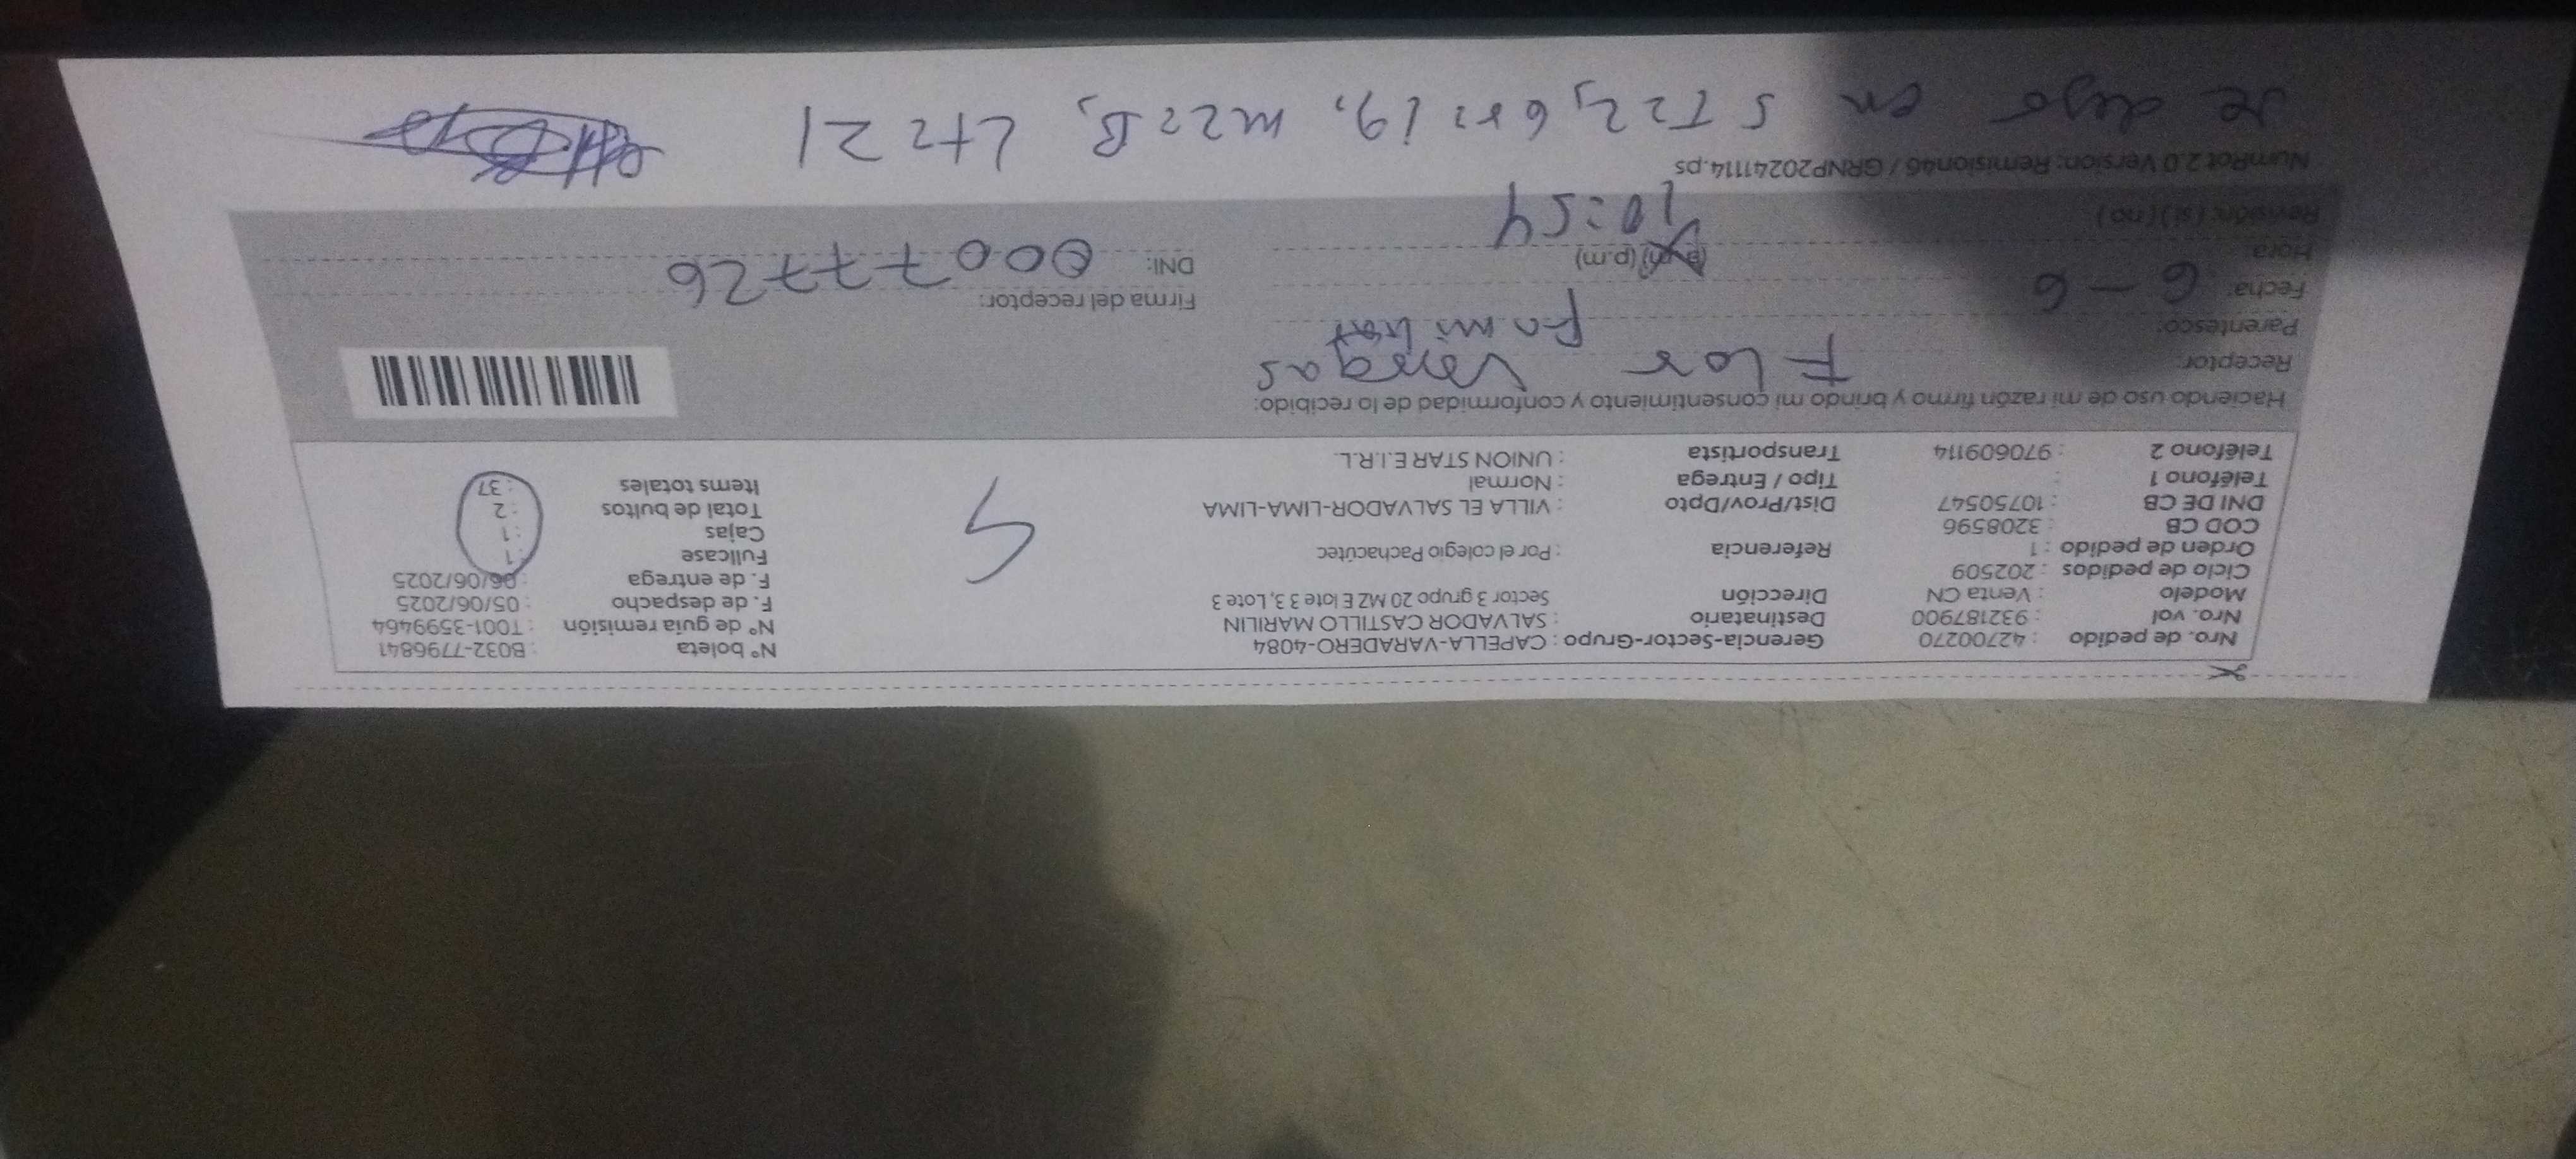 Nro. de pedido : 42700270
Nro. vol : 932187900
Modelo : Venta CN
Ciclo de pedidos : 202509
Orden de pedido : 1
COD CB : 3208596
DNI DE CB : 10750547
Teléfono 1 :
Teléfono 2 : 970609114
Gerencia-Sector-Grupo : CAPELLA-VARADERO-4084
Destinatario : SALVADOR CASTILLO MARILIN
Dirección Sector 3 grupo 20 MZ E lote 3 3, Lote 3
Referencia : Por el colegio Pachacútec
Dist/Prov/Dpto : VILLA EL SALVADOR-LIMA-LIMA
Tipo / Entrega : Normal
Transportista : UNION STAR E.I.R.L.
Nº boleta : B032-7796841
Nº de guia remisión : T001-3599464
F. de despacho : 05/06/2025
F. de entrega : 06/06/2025
Fullcase : 1
Cajas : 1
Total de bultos : 2
Items totales : 37
Haciendo uso de mi razón firmo y brindo mi consentimiento y conformidad de lo recibido:
Receptor: Flor Vargas
Parentesco: familiar
Fecha: 6-6
Hora: (a.m) (p.m)
10:54
Revisión: (si) (no)
Firma del receptor:
DNI: 00077726
NumRot 2.0 Version: Remision46 / GRNP20241114.ps
se dejo en